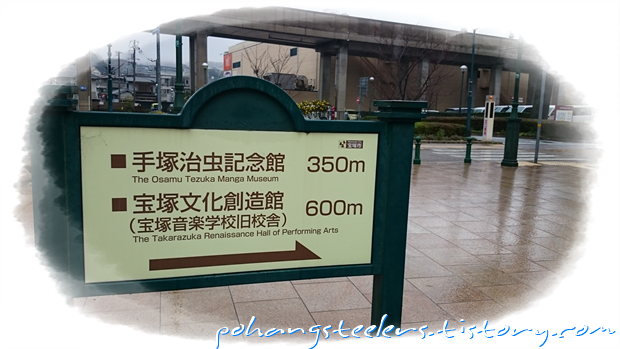 ■手塚治虫記念館 350m
The Osamu Tezuka Manga Museum
■宝塚文化創造館 600m
(宝塚音楽学校旧校舎)
The Takarazuka Renaissance Hall of Performing Arts
pohangsteelers.tistory.com